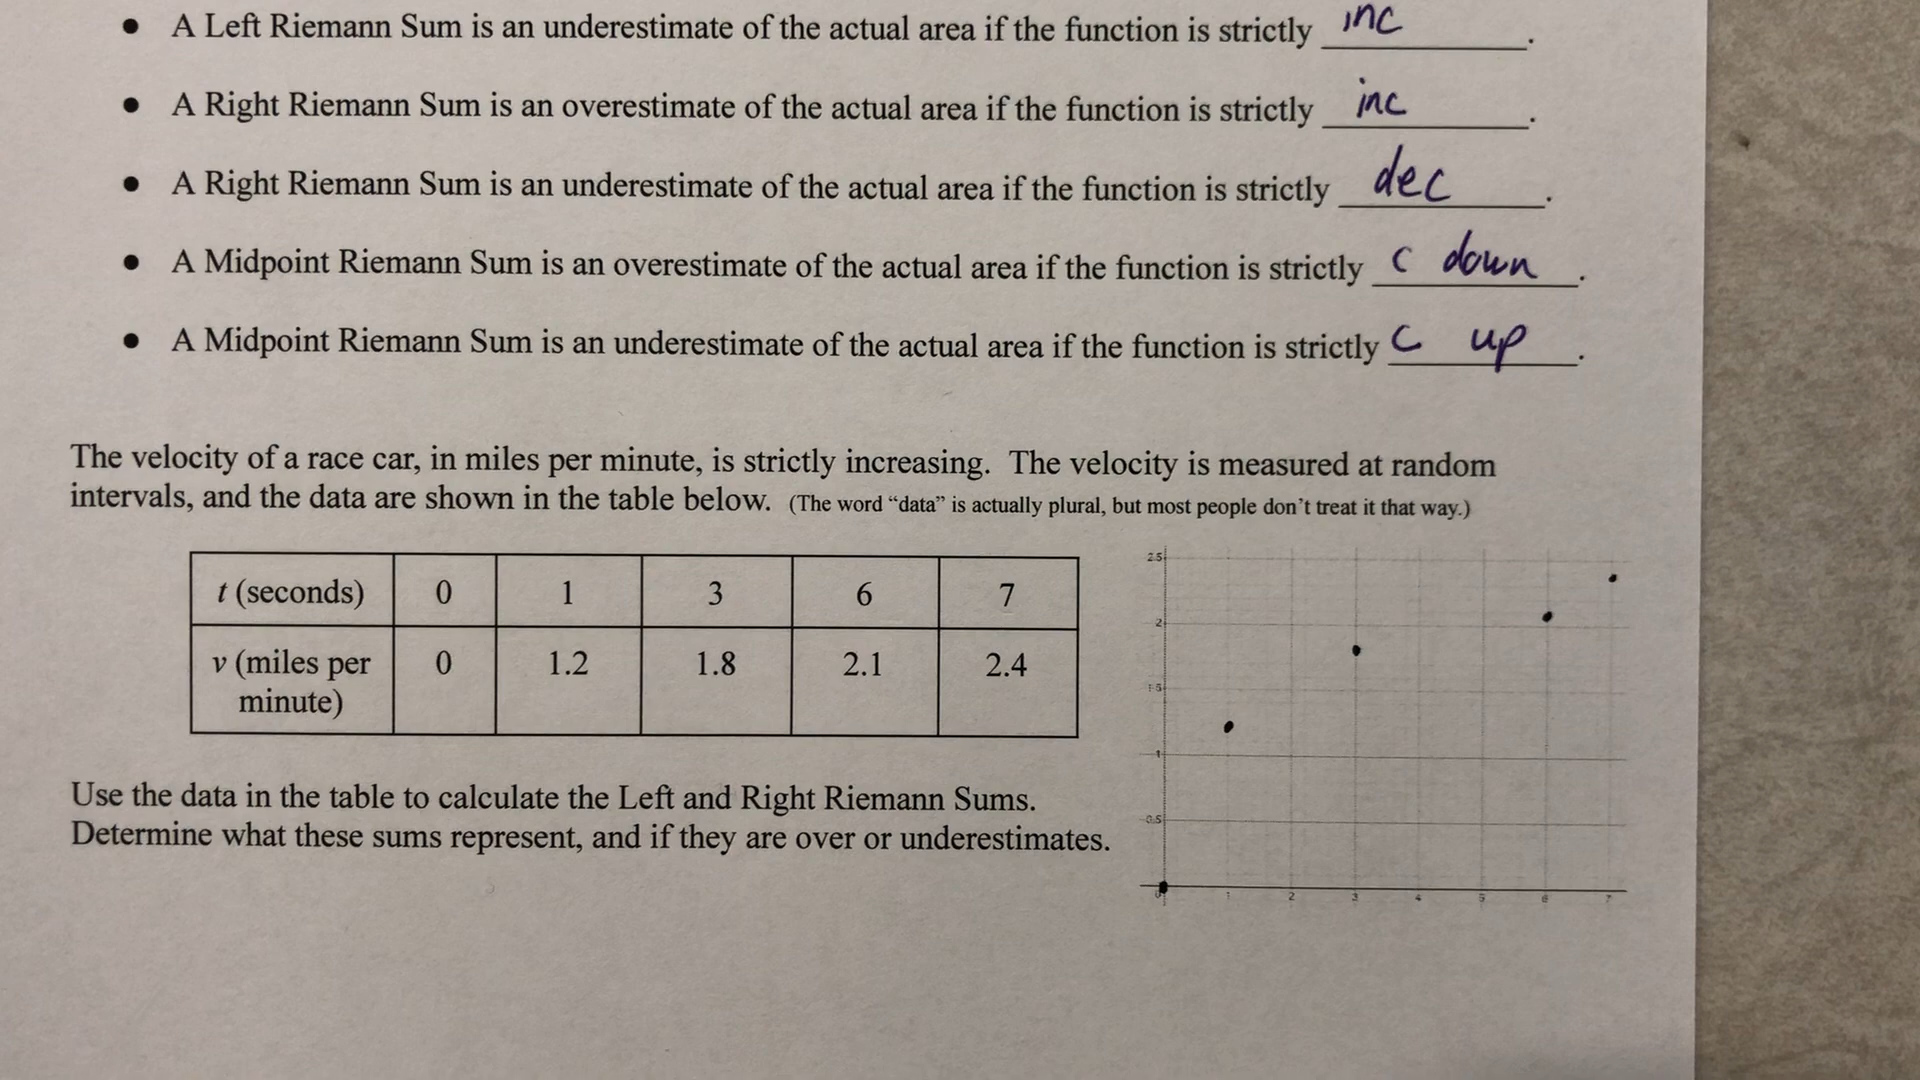 • A Left Riemann Sum is an underestimate of the actual area if the function is strictly inc.
• A Right Riemann Sum is an overestimate of the actual area if the function is strictly inc.
• A Right Riemann Sum is an underestimate of the actual area if the function is strictly dec.
• A Midpoint Riemann Sum is an overestimate of the actual area if the function is strictly c down.
• A Midpoint Riemann Sum is an underestimate of the actual area if the function is strictly c up.
The velocity of a race car, in miles per minute, is strictly increasing. The velocity is measured at random
intervals, and the data are shown in the table below. (The word “data” is actually plural, but most people don’t treat it that way.)
t (seconds) 0 1 3 6 7
v (miles per 0 1.2 1.8 2.1 2.4
minute)
Use the data in the table to calculate the Left and Right Riemann Sums.
Determine what these sums represent, and if they are over or underestimates.
2.5
2
1.5
1
0.5
0 1 2 3 4 5 6 7